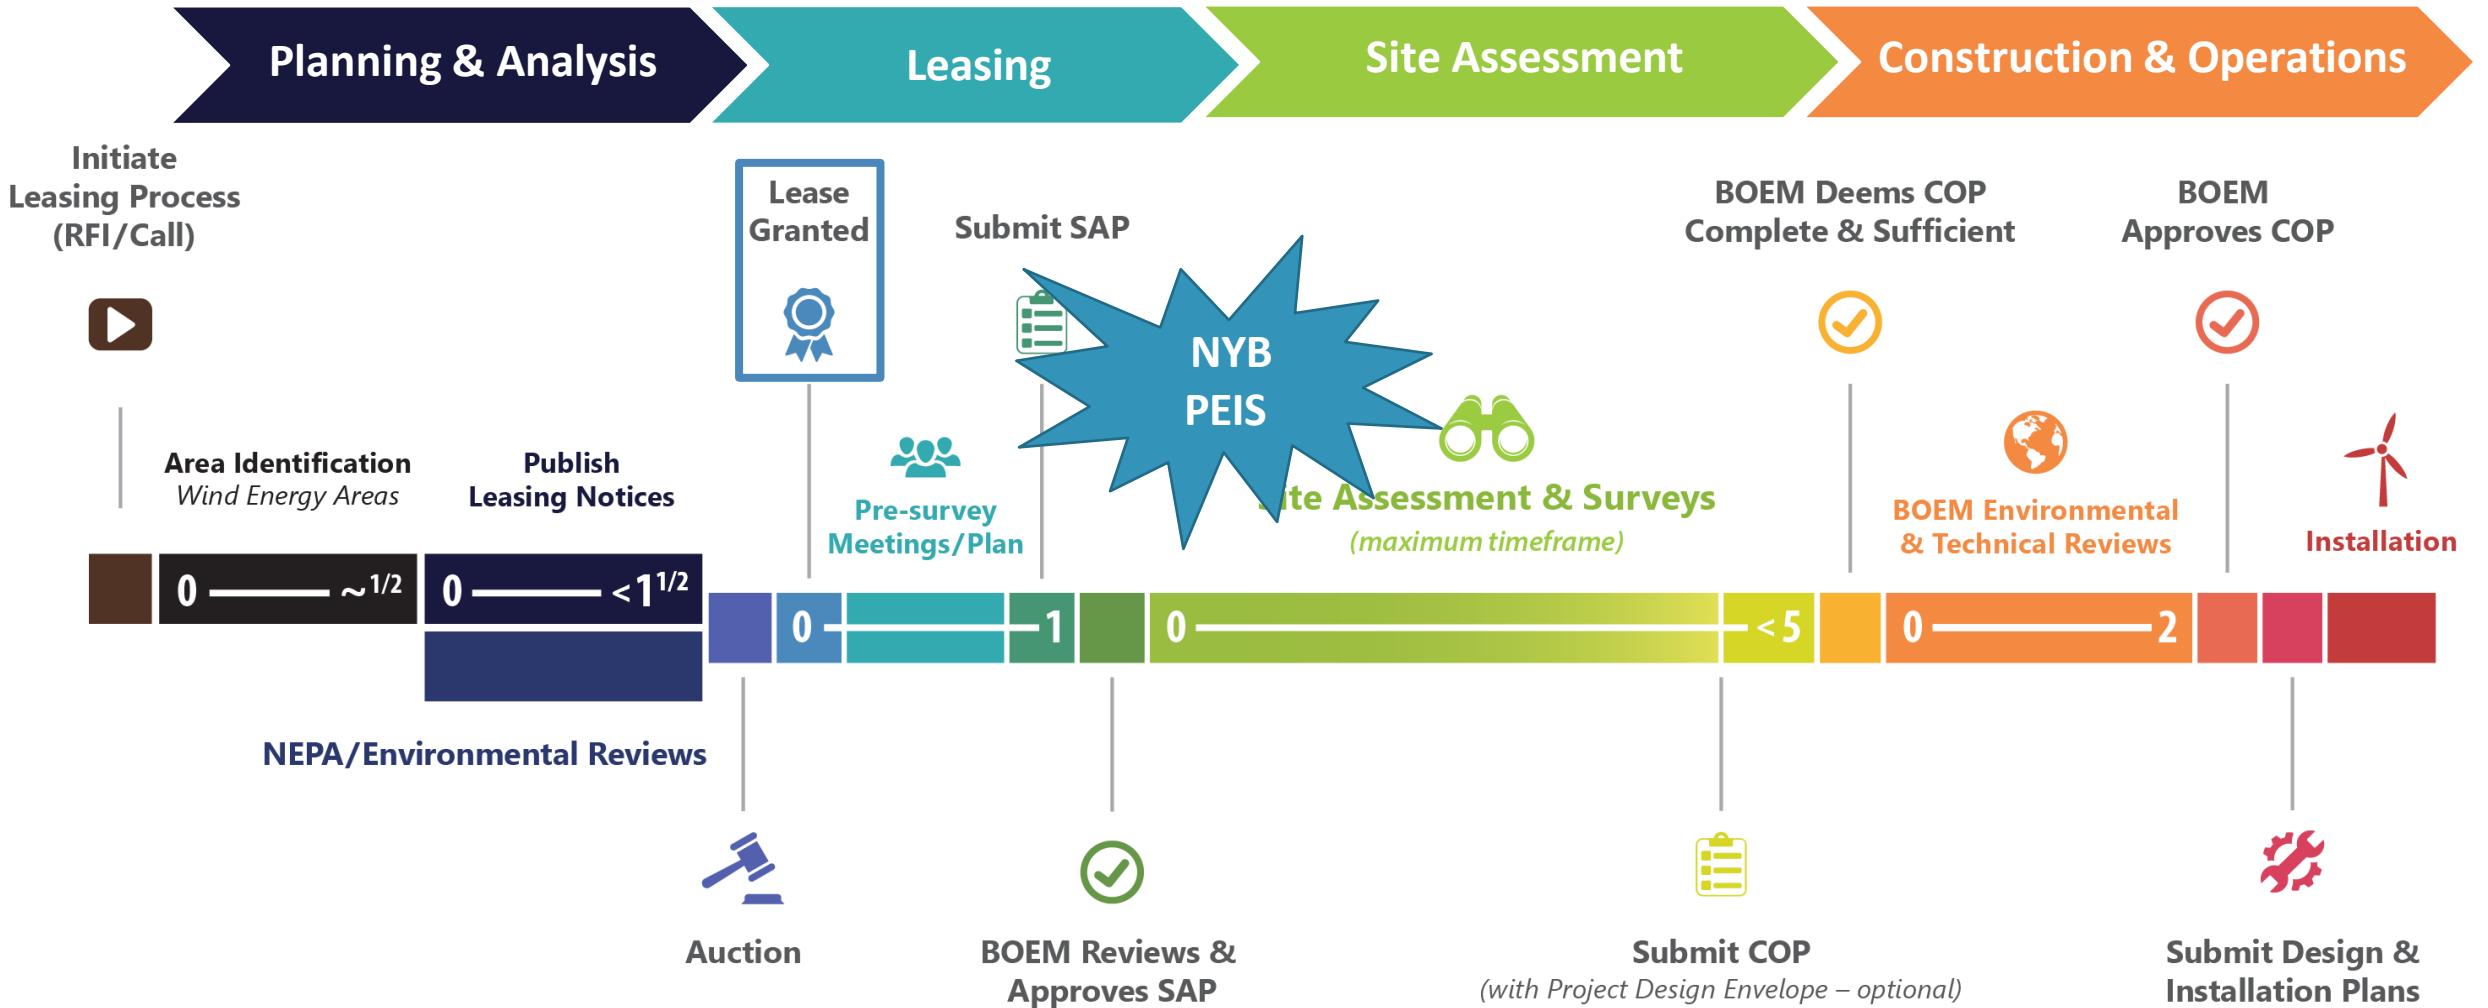 Planning & Analysis
Leasing
Site Assessment
Construction & Operations
Initiate
Leasing Process
(RFI/Call)
Lease
Granted
Submit SAP
BOEM Deems COP
Complete & Sufficient
BOEM
Approves COP
NYB
PEIS
Area Identification
Wind Energy Areas
Publish
Leasing Notices
Pre-survey
Meetings/Plan
ite Assessment & Surveys
(maximum timeframe)
BOEM Environmental
& Technical Reviews
Installation
0 ~1/2
0 <1 1/2
0 1
0 <5
0 2
NEPA/Environmental Reviews
Auction
BOEM Reviews &
Approves SAP
Submit COP
(with Project Design Envelope – optional)
Submit Design &
Installation Plans